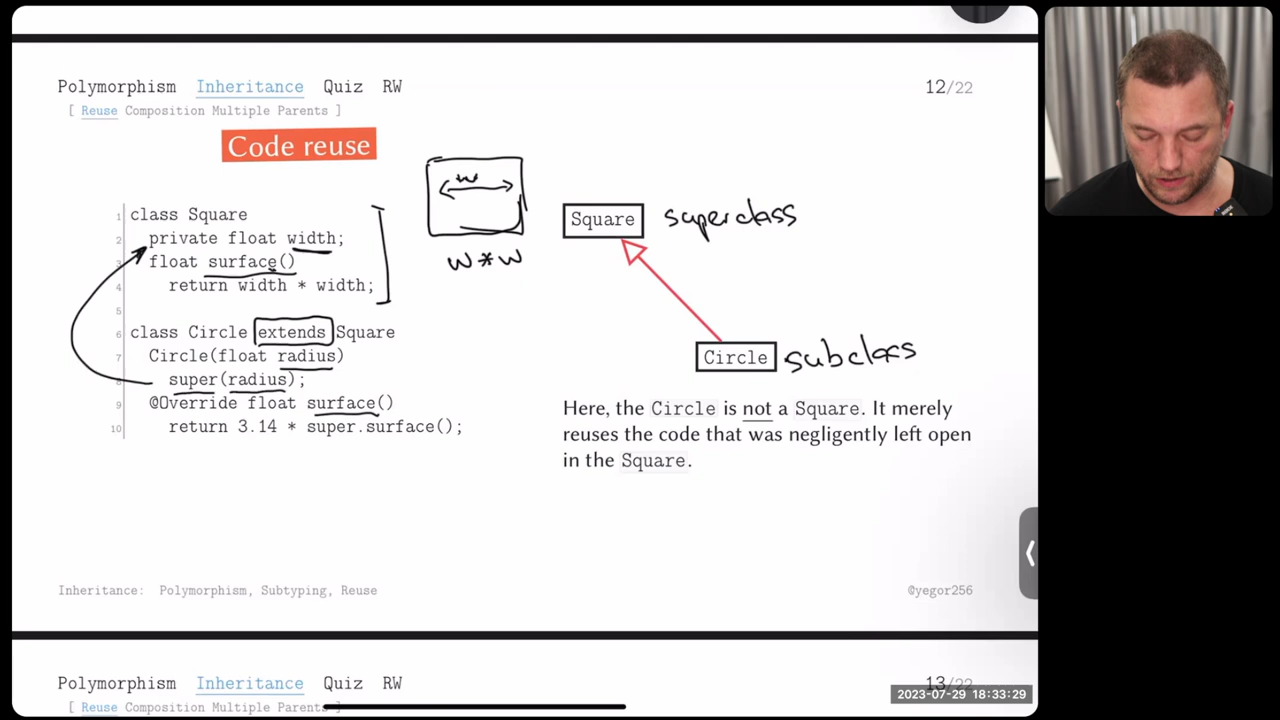 Polymorphism Inheritance Quiz RW 12/22
[ Reuse Composition Multiple Parents ]
Code reuse
w
w*w
1 class Square
2 private float width;
3 float surface()
4 return width * width;
5
6 class Circle extends Square
7 Circle(float radius)
8 super(radius);
9 @Override float surface()
10 return 3.14 * super.surface();
Square superclass
Circle subclass
Here, the Circle is not a Square. It merely
reuses the code that was negligently left open
in the Square.
Inheritance: Polymorphism, Subtyping, Reuse @yegor256
Polymorphism Inheritance Quiz RW 13/22
[ Reuse Composition Multiple Parents ]
2023-07-29 18:33:29